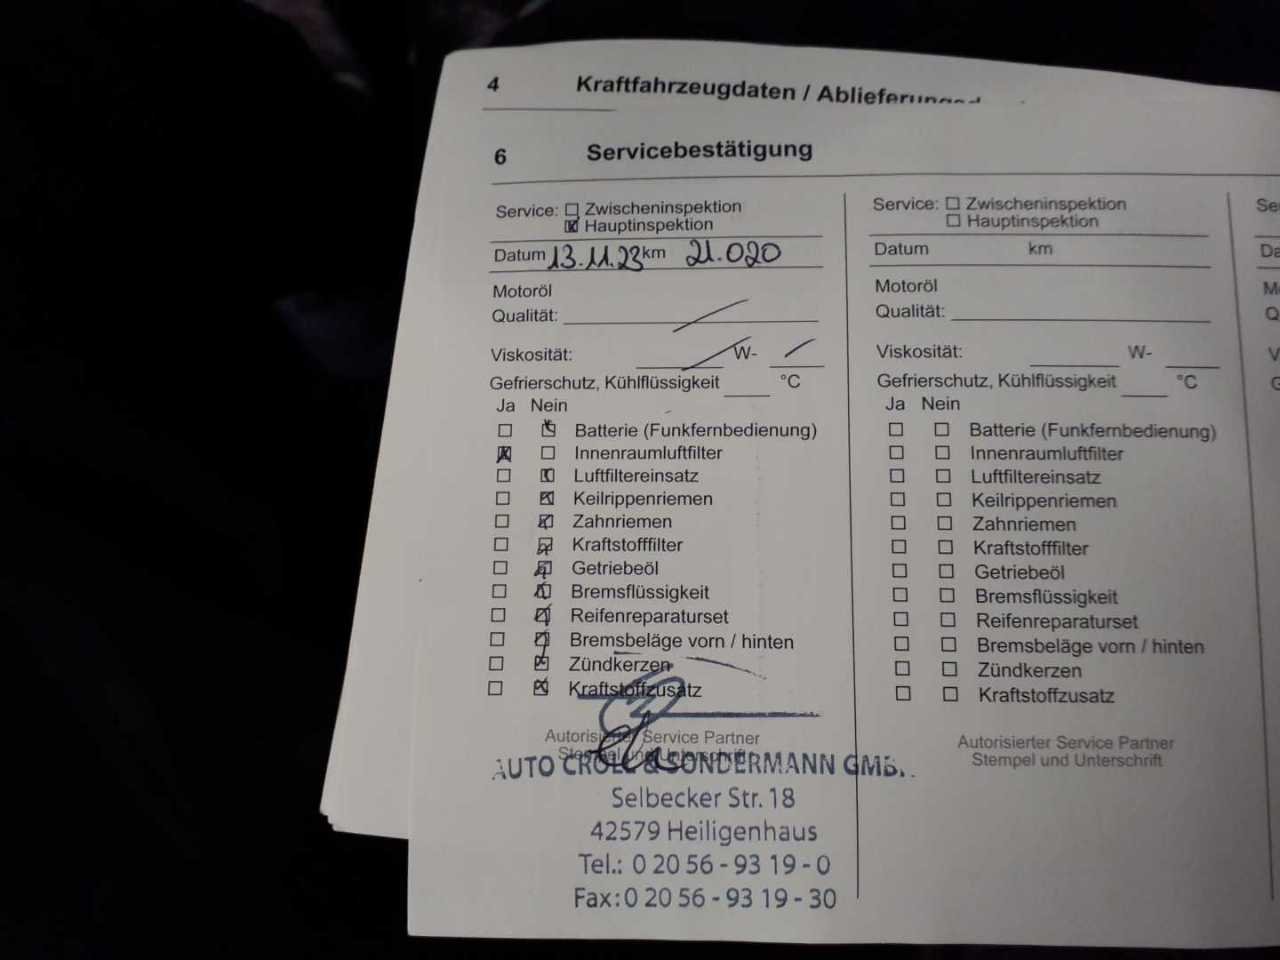 4 Kraftfahrzeugdaten /
6 Servicebestätigung
Service: Zwischeninspektion
Hauptinspektion
Datum 13.11.23 km 21.020
Motoröl
Qualität:
Viskosität: W-
Gefrierschutz, Kühlflüssigkeit °C
Ja Nein
Batterie (Funkfernbedienung)
Innenraumluftfilter
Luftfiltereinsatz
Keilrippenriemen
Zahnriemen
Kraftstofffilter
Getriebeöl
Bremsflüssigkeit
Reifenreparaturset
Bremsbeläge vorn / hinten
Zündkerzen
Kraftstoffzusatz
Autorisierter Service Partner
Stempel und Unterschrift
AUTO & SONDERMANN
Selbecker Str. 18
42579 Heiligenhaus
Tel.: 0 20 56 - 93 19 - 0
Fax: 0 20 56 - 93 19 - 30
Service: Zwischeninspektion
Hauptinspektion
Datum km
Motoröl
Qualität:
Viskosität: W-
Gefrierschutz, Kühlflüssigkeit °C
Ja Nein
Batterie (Funkfernbedienung)
Innenraumluftfilter
Luftfiltereinsatz
Keilrippenriemen
Zahnriemen
Kraftstofffilter
Getriebeöl
Bremsflüssigkeit
Reifenreparaturset
Bremsbeläge vorn / hinten
Zündkerzen
Kraftstoffzusatz
Autorisierter Service Partner
Stempel und Unterschrift